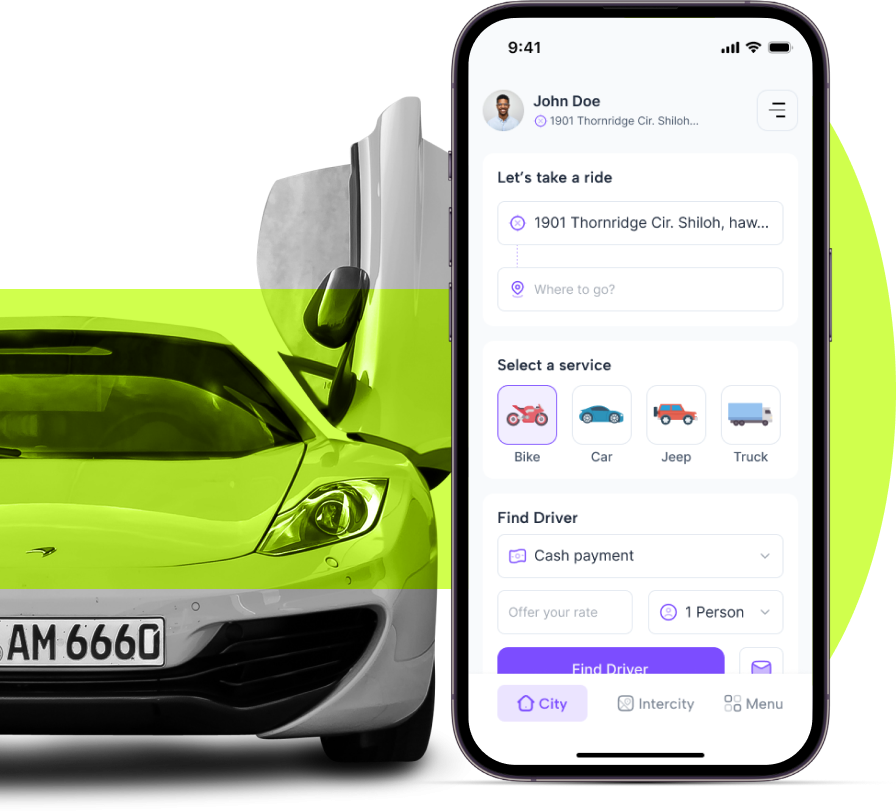 9:41
John Doe
1901 Thornridge Cir. Shiloh...
Let's take a ride
1901 Thornridge Cir. Shiloh, haw...
Where to go?
Select a service
Bike
Car
Jeep
Truck
Find Driver
Cash payment
Offer your rate
1 Person
Find Driver
City
Intercity
Menu
AM 6660